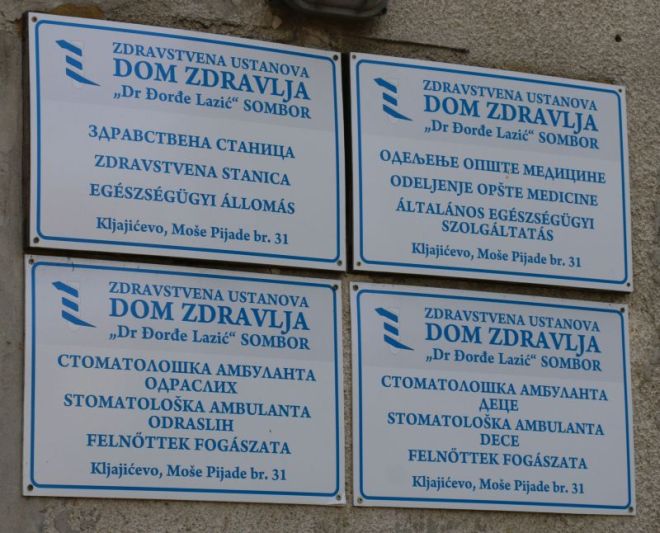 ZDRAVSTVENA USTANOVA
DOM ZDRAVLJA
„Dr Đorđe Lazić“ SOMBOR
ЗДРАВСТВЕНА СТАНИЦА
ZDRAVSTVENA STANICA
EGÉSZSÉGÜGYI ÁLLOMÁS
Kljajićevo, Moše Pijade br. 31
ZDRAVSTVENA USTANOVA
DOM ZDRAVLJA
„Dr Đorđe Lazić“ SOMBOR
ОДЕЉЕЊЕ ОПШТЕ МЕДИЦИНЕ
ODELJENJE OPŠTE MEDICINE
ÁLTALÁNOS EGÉSZSÉGÜGYI
SZOLGÁLTATÁS
Kljajićevo, Moše Pijade br. 31
ZDRAVSTVENA USTANOVA
DOM ZDRAVLJA
„Dr Đorđe Lazić“ SOMBOR
СТОМАТОЛОШКА АМБУЛАНТА
ОДРАСЛИХ
STOMATOLOŠKA AMBULANTA
ODRASLIH
FELNŐTTEK FOGÁSZATA
Kljajićevo, Moše Pijade br. 31
ZDRAVSTVENA USTANOVA
DOM ZDRAVLJA
„Dr Đorđe Lazić“ SOMBOR
СТОМАТОЛОШКА АМБУЛАНТА
ДЕЦЕ
STOMATOLOŠKA AMBULANTA
DECE
FELNŐTTEK FOGÁSZATA
Kljajićevo, Moše Pijade br. 31